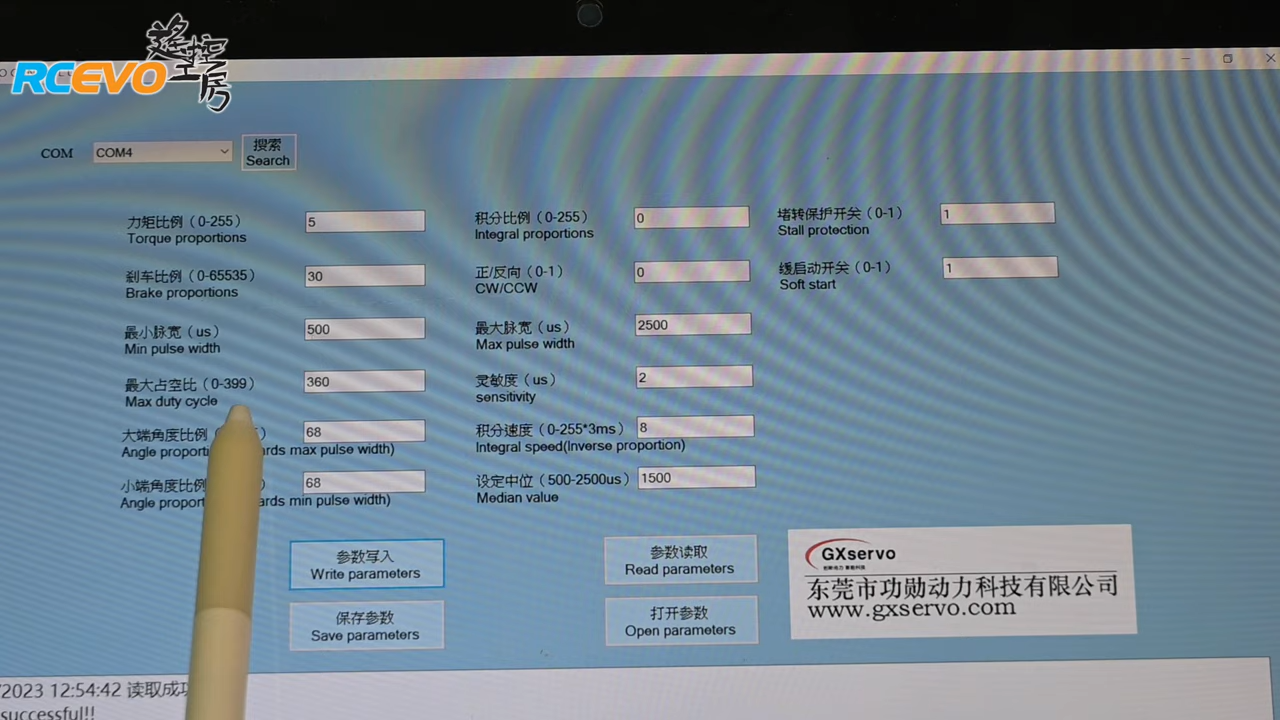 遙控工房
RCEVO
COM
COM4
搜索
Search
力矩比例（0-255）
Torque proportions
5
积分比例（0-255）
Integral proportions
0
堵转保护开关（0-1）
Stall protection
1
刹车比例（0-65535）
Brake proportions
30
正/反向（0-1）
CW/CCW
0
缓启动开关（0-1）
Soft start
1
最小脉宽（us）
Min pulse width
500
最大脉宽（us）
Max pulse width
2500
最大占空比（0-399）
Max duty cycle
360
灵敏度（us）
sensitivity
2
大端角度比例
Angle
max pulse width)
68
积分速度（0-255*3ms）
Integral speed(Inverse proportion)
8
小端角度比例
Angle
min pulse width)
68
设定中位（500-2500us）
Median value
1500
参数写入
Write parameters
参数读取
Read parameters
保存参数
Save parameters
打开参数
Open parameters
GXservo
东莞市功勋动力科技有限公司
www.gxservo.com
/2023 12:54:42 读取成功
successful!!